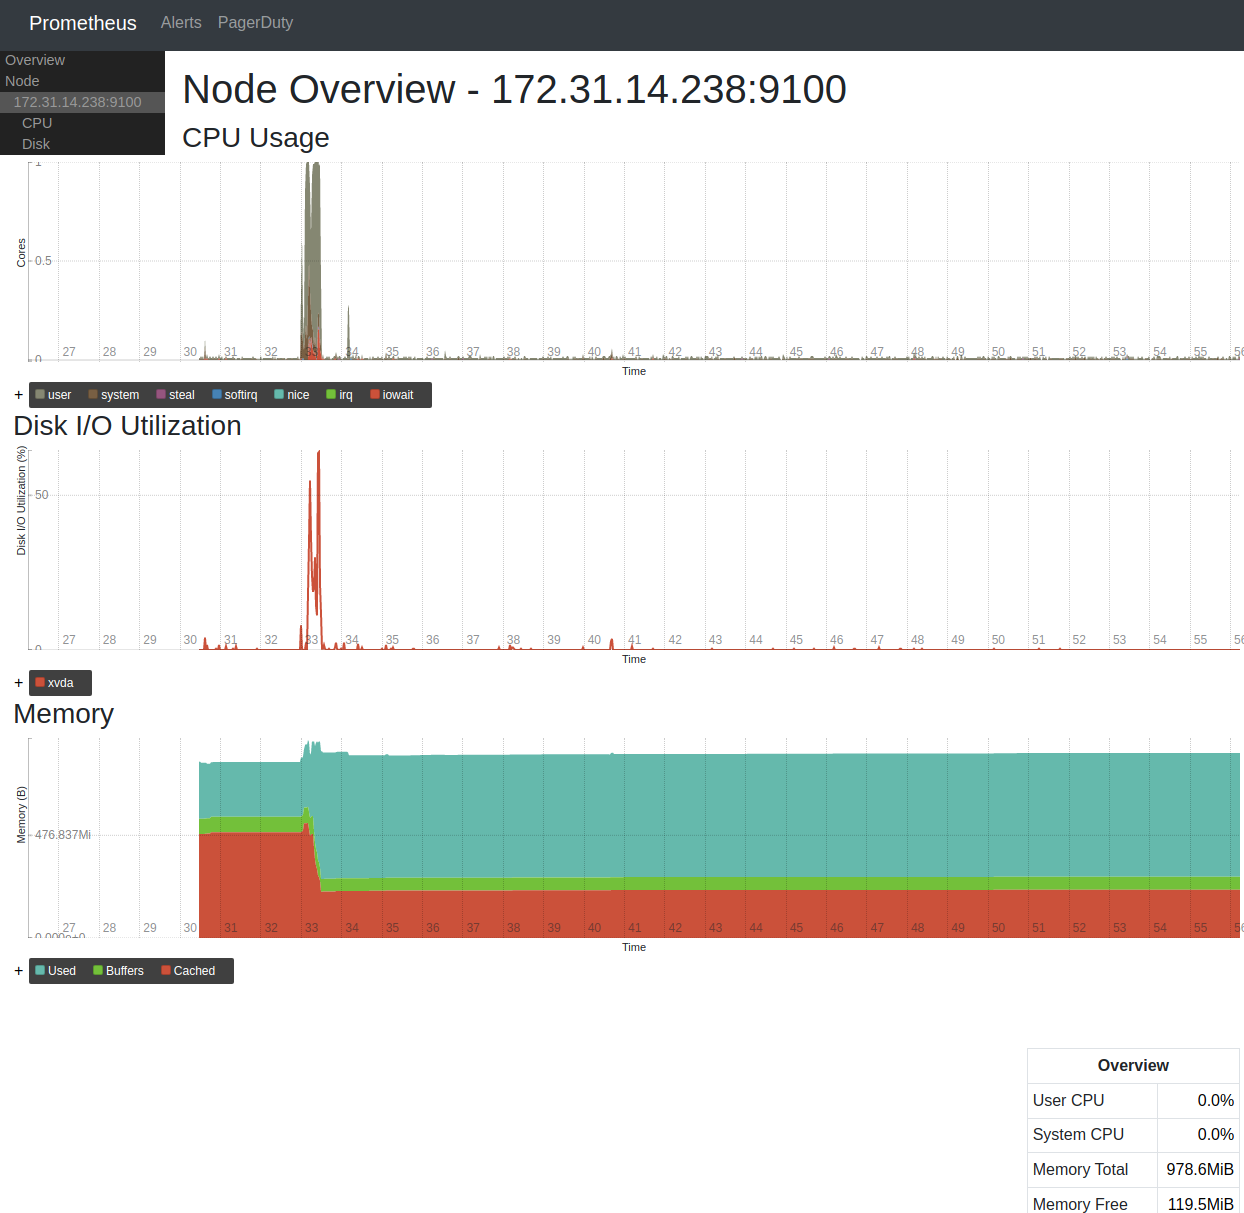 Prometheus Alerts PagerDuty
Overview
Node
172.31.14.238:9100
CPU
Disk
Node Overview - 172.31.14.238:9100
CPU Usage
1
Cores
0.5
0
27 28 29 30 31 32 33 34 35 36 37 38 39 40 41 42 43 44 45 46 47 48 49 50 51 52 53 54 55 56
Time
+ user system steal softirq nice irq iowait
Disk I/O Utilization
Disk I/O Utilization (%)
50
0
27 28 29 30 31 32 33 34 35 36 37 38 39 40 41 42 43 44 45 46 47 48 49 50 51 52 53 54 55 56
Time
+ xvda
Memory
Memory (B)
476.837Mi
0.000e+0
27 28 29 30 31 32 33 34 35 36 37 38 39 40 41 42 43 44 45 46 47 48 49 50 51 52 53 54 55 56
Time
+ Used Buffers Cached
Overview
User CPU 0.0%
System CPU 0.0%
Memory Total 978.6MiB
Memory Free 119.5MiB